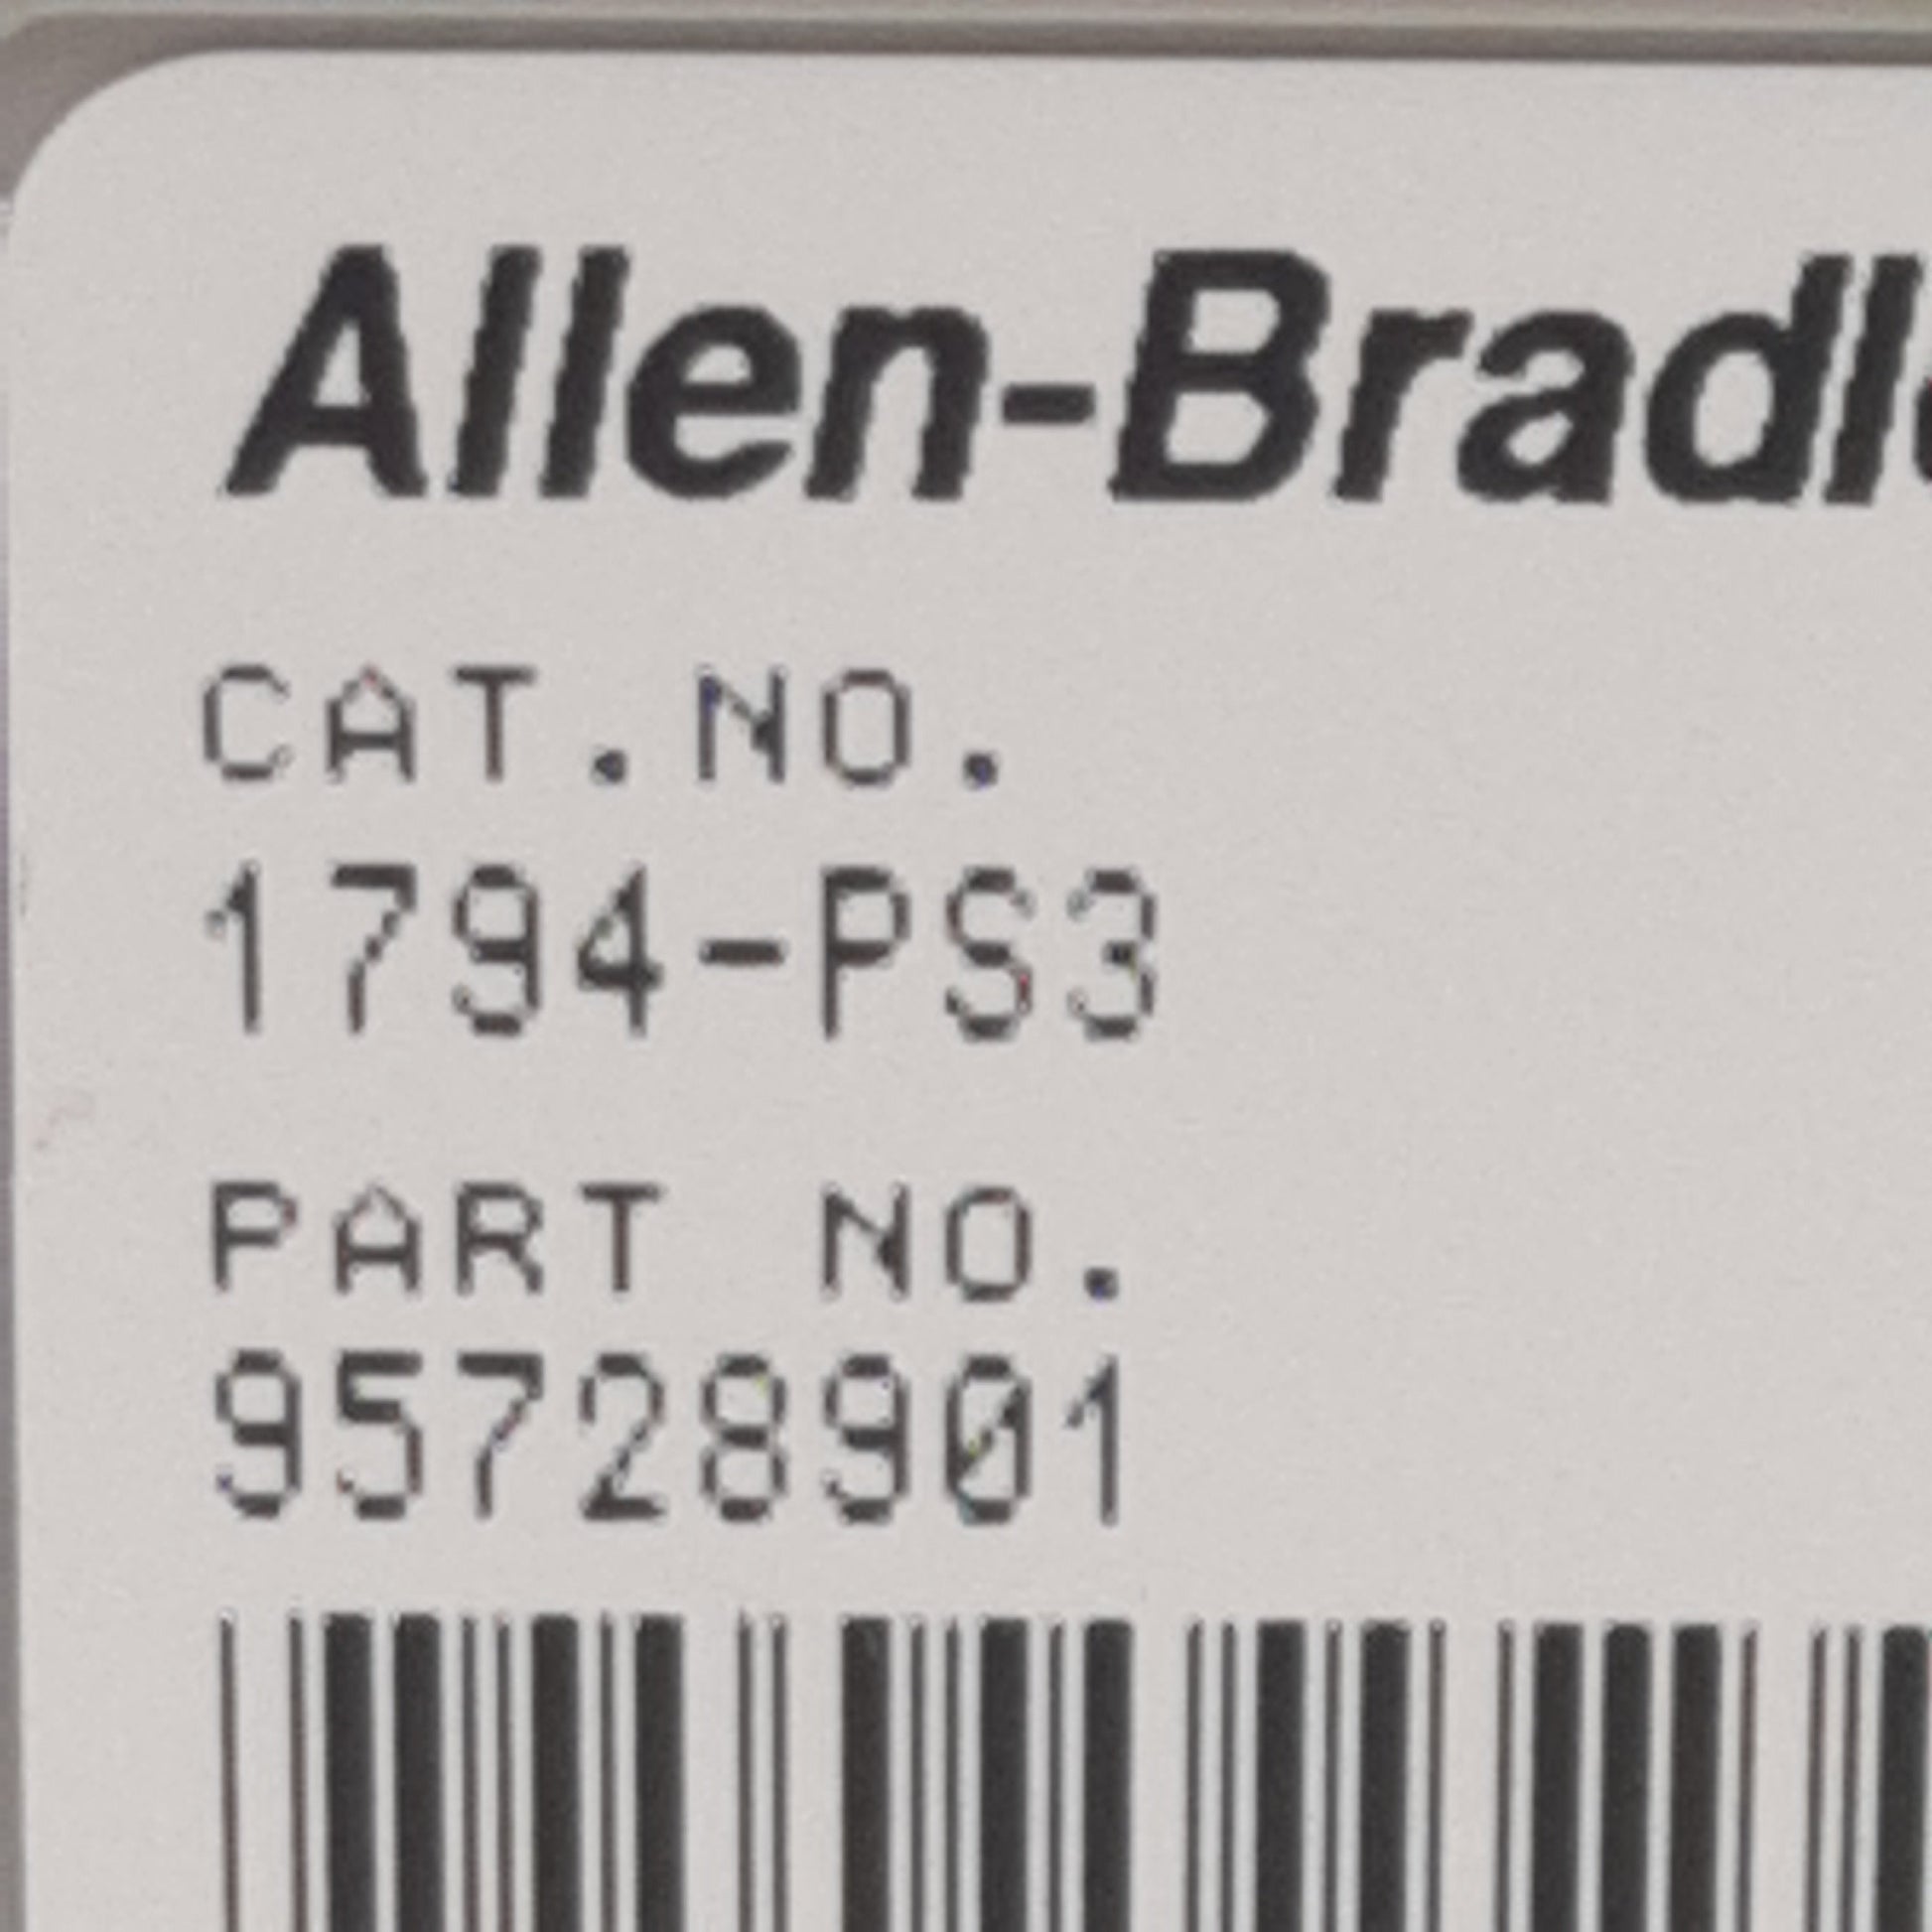 Allen-Bradl
CAT.NO.
1794-PS3
PART NO.
95728901